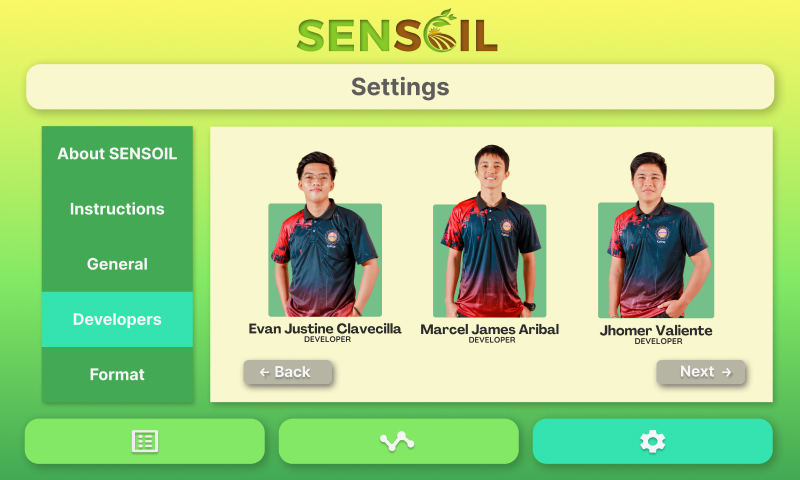 SENSOIL
Settings
About SENSOIL
Instructions
General
Developers
Format
Evan Justine Clavecilla
DEVELOPER
Marcel James Aribal
DEVELOPER
Jhomer Valiente
DEVELOPER
← Back
Next →